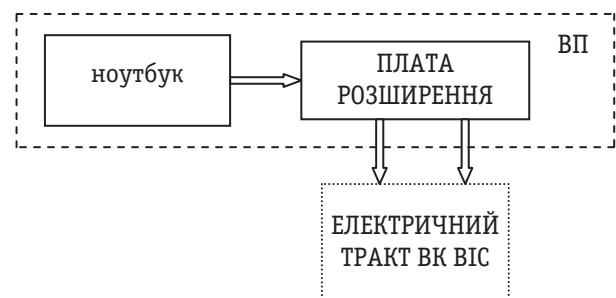 ВП
ноутбук
ПЛАТА
РОЗШИРЕННЯ
ЕЛЕКТРИЧНИЙ
ТРАКТ ВК ВІС